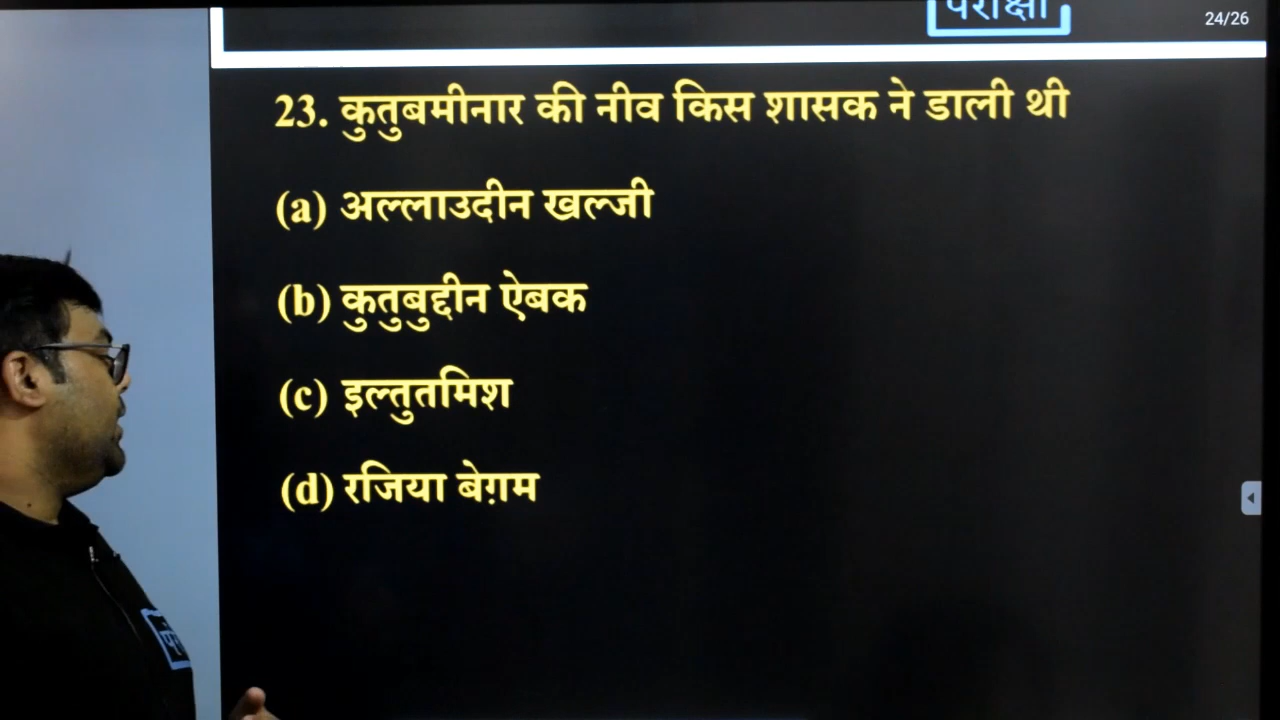 परीक्षा
24/26
23. कुतुबमीनार की नीव किस शासक ने डाली थी
(a) अल्लाउदीन खल्जी
(b) कुतुबुद्दीन ऐबक
(c) इल्तुतमिश
(d) रजिया बेग़म